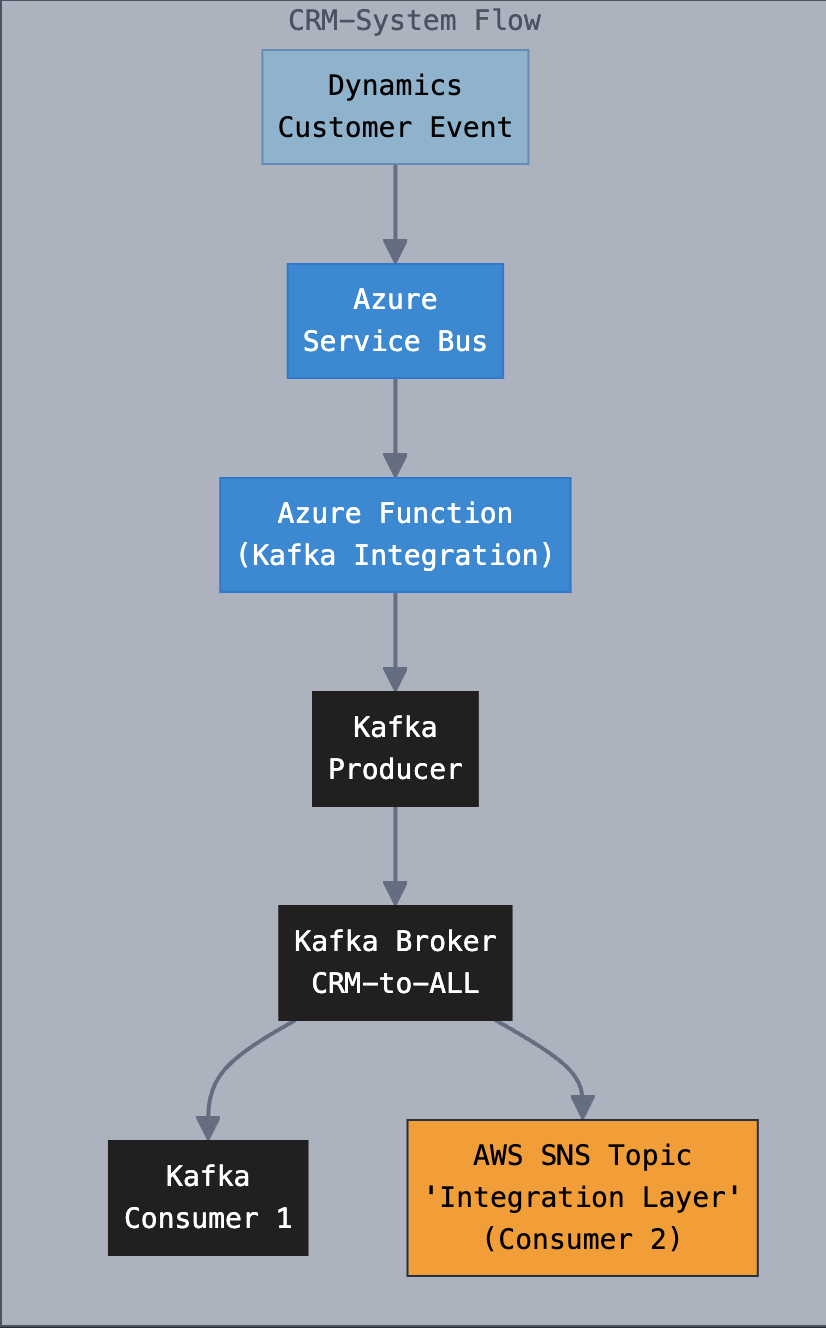 CRM-System Flow
Dynamics
Customer Event
Azure
Service Bus
Azure Function
(Kafka Integration)
Kafka
Producer
Kafka Broker
CRM-to-ALL
Kafka
Consumer 1
AWS SNS Topic
'Integration Layer'
(Consumer 2)